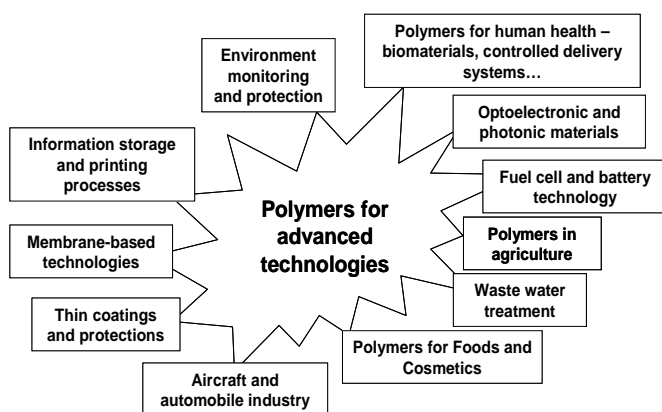 Polymers for human health –
biomaterials, controlled delivery
systems…
Environment
monitoring
and protection
Optoelectronic and
photonic materials
Information storage
and printing
processes
Fuel cell and battery
technology
Polymers for
advanced
technologies
Polymers in
agriculture
Membrane-based
technologies
Waste water
treatment
Thin coatings
and protections
Polymers for Foods and
Cosmetics
Aircraft and
automobile industry